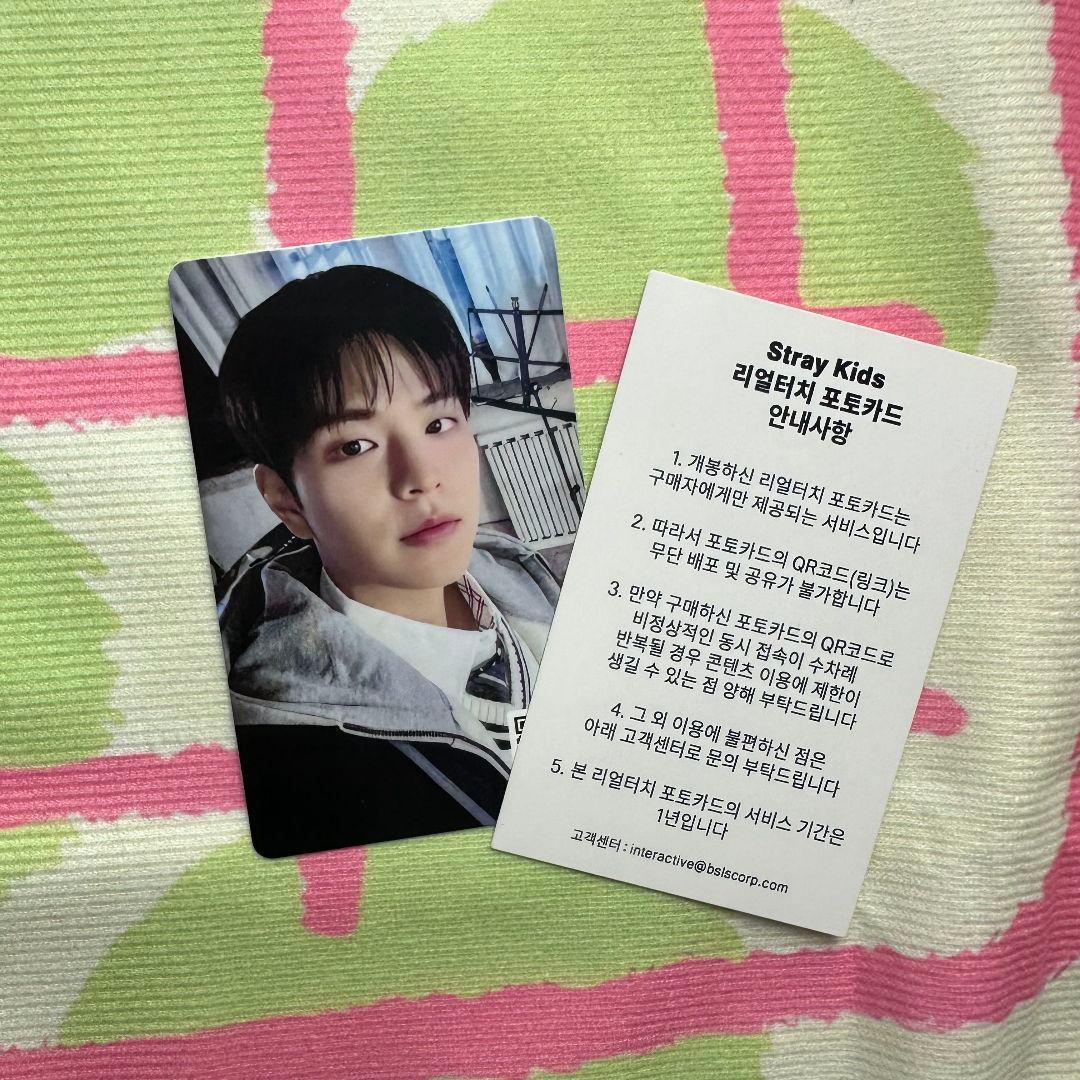 Stray Kids
리얼터치 포토카드
안내사항
1. 개봉하신 리얼터치 포토카드는
구매자에게만 제공되는 서비스입니다
2. 따라서 포토카드의 QR코드(링크)는
무단 배포 및 공유가 불가합니다
3. 만약 구매하신 포토카드의 QR코드로
비정상적인 동시 접속이 수차례
반복될 경우 콘텐츠 이용에 제한이
생길 수 있는 점 양해 부탁드립니다
4. 그 외 이용에 불편하신 점은
아래 고객센터로 문의 부탁드립니다
5. 본 리얼터치 포토카드의 서비스 기간은
1년입니다
고객센터 : interactive@bslscorp.com